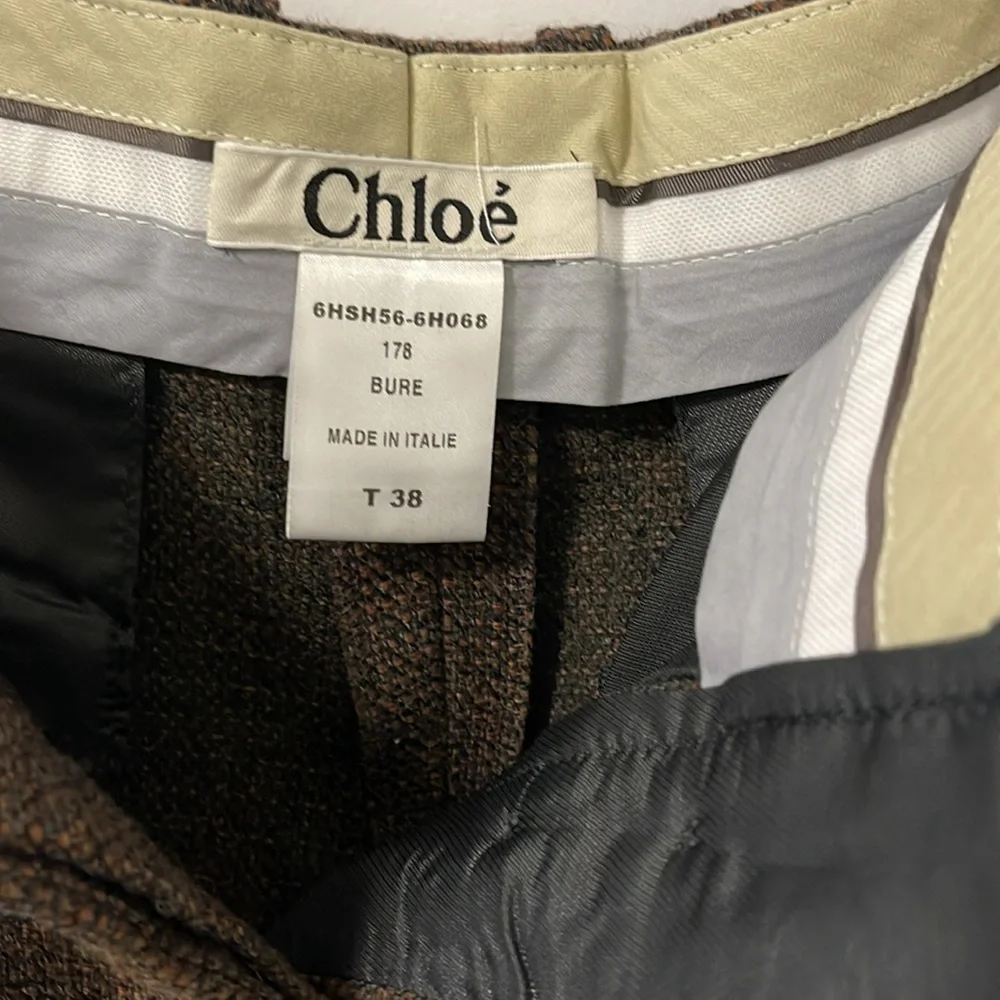 Chloé
6HSH56-6H068
178
BURE
MADE IN ITALIE
T 38